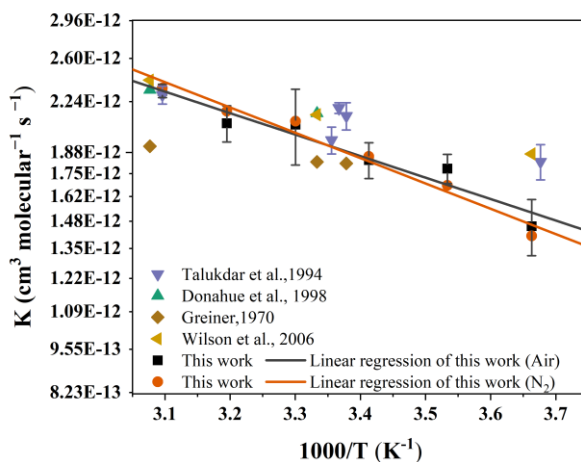 K (cm³ molecular⁻¹ s⁻¹)
2.96E-12
2.24E-12
1.88E-12
1.75E-12
1.62E-12
1.48E-12
1.35E-12
1.22E-12
1.09E-12
9.55E-13
8.23E-13
Talukdar et al.,1994
Donahue et al., 1998
Greiner,1970
Wilson et al., 2006
This work Linear regression of this work (Air)
This work Linear regression of this work (N₂)
3.1 3.2 3.3 3.4 3.5 3.6 3.7
1000/T (K⁻¹)